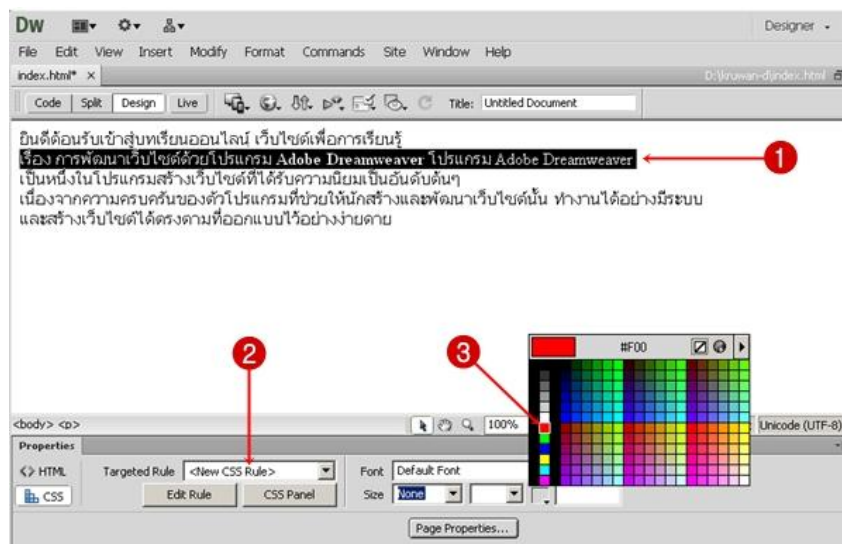 Dw
Designer
File Edit View Insert Modify Format Commands Site Window Help
index.html* × D:\kruwan-d\index.html
Code Split Design Live Title: Untitled Document
ยินดีต้อนรับเข้าสู่บทเรียนออนไลน์ เว็บไซต์เพื่อการเรียนรู้
เรื่อง การพัฒนาเว็บไซต์ด้วยโปรแกรม Adobe Dreamweaver โปรแกรม Adobe Dreamweaver
1
เป็นหนึ่งในโปรแกรมสร้างเว็บไซต์ที่ได้รับความนิยมเป็นอันดับต้นๆ
เนื่องจากความครบครันของตัวโปรแกรมที่ช่วยให้นักสร้างและพัฒนาเว็บไซต์นั้น ทำงานได้อย่างมีระบบ
และสร้างเว็บไซต์ได้ตรงตามที่ออกแบบไว้อย่างง่ายดาย
2
3
#F00
<body> <p> 100% Unicode (UTF-8)
Properties
<> HTML Targeted Rule <New CSS Rule> Font Default Font
CSS Edit Rule CSS Panel Size None
Page Properties...